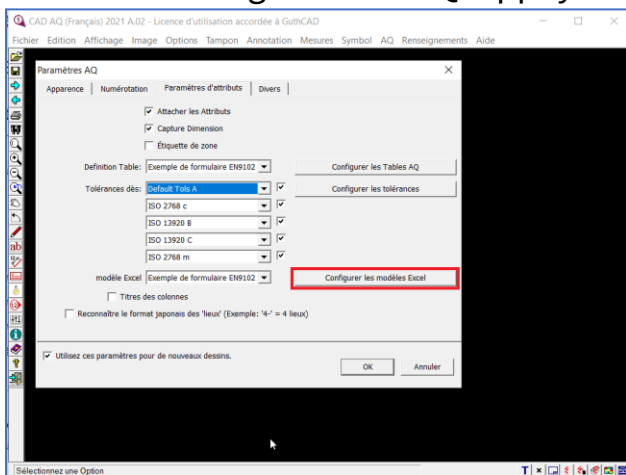 CAD AQ (Français) 2021 A.02 - Licence d'utilisation accordée à GuthCAD
Fichier Edition Affichage Image Options Tampon Annotation Mesures Symbol AQ Renseignements Aide
Paramètres AQ
Apparence Numérotation Paramètres d'attributs Divers
Attacher les Attributs
Capture Dimension
Étiquette de zone
Definition Table: Exemple de formulaire EN9102 Configurer les Tables AQ
Tolérances dès: Default Tols A Configurer les tolérances
ISO 2768 c
ISO 13920 B
ISO 13920 C
ISO 2768 m
modèle Excel Exemple de formulaire EN9102 Configurer les modèles Excel
Titres des colonnes
Reconnaître le format japonais des 'lieux' (Exemple: '4-' = 4 lieux)
Utilisez ces paramètres pour de nouveaux dessins.
OK Annuler
Sélectionnez une Option